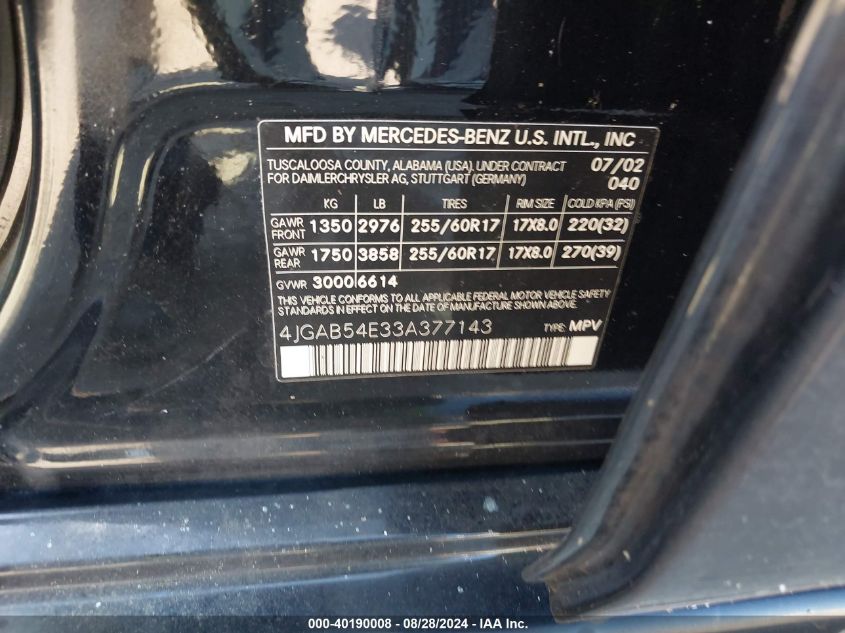 MFD BY MERCEDES-BENZ U.S. INTL., INC
TUSCALOOSA COUNTY, ALABAMA (USA). UNDER CONTRACT 07/02
FOR DAIMLERCHRYSLER AG, STUTTGART (GERMANY) 040
KG LB TIRES RIM SIZE COLD KPA (PSI)
GAWR FRONT 1350 2976 255/60R17 17X8.0 220(32)
GAWR REAR 1750 3858 255/60R17 17X8.0 270(39)
GVWR 3000 6614
THIS VEHICLE CONFORMS TO ALL APPLICABLE FEDERAL MOTOR VEHICLE SAFETY
STANDARDS IN EFFECT ON THE DATE OF MANUFACTURE SHOWN ABOVE.
4JGAB54E33A377143 TYPE: MPV
000-40190008 - 08/28/2024 - IAA Inc.